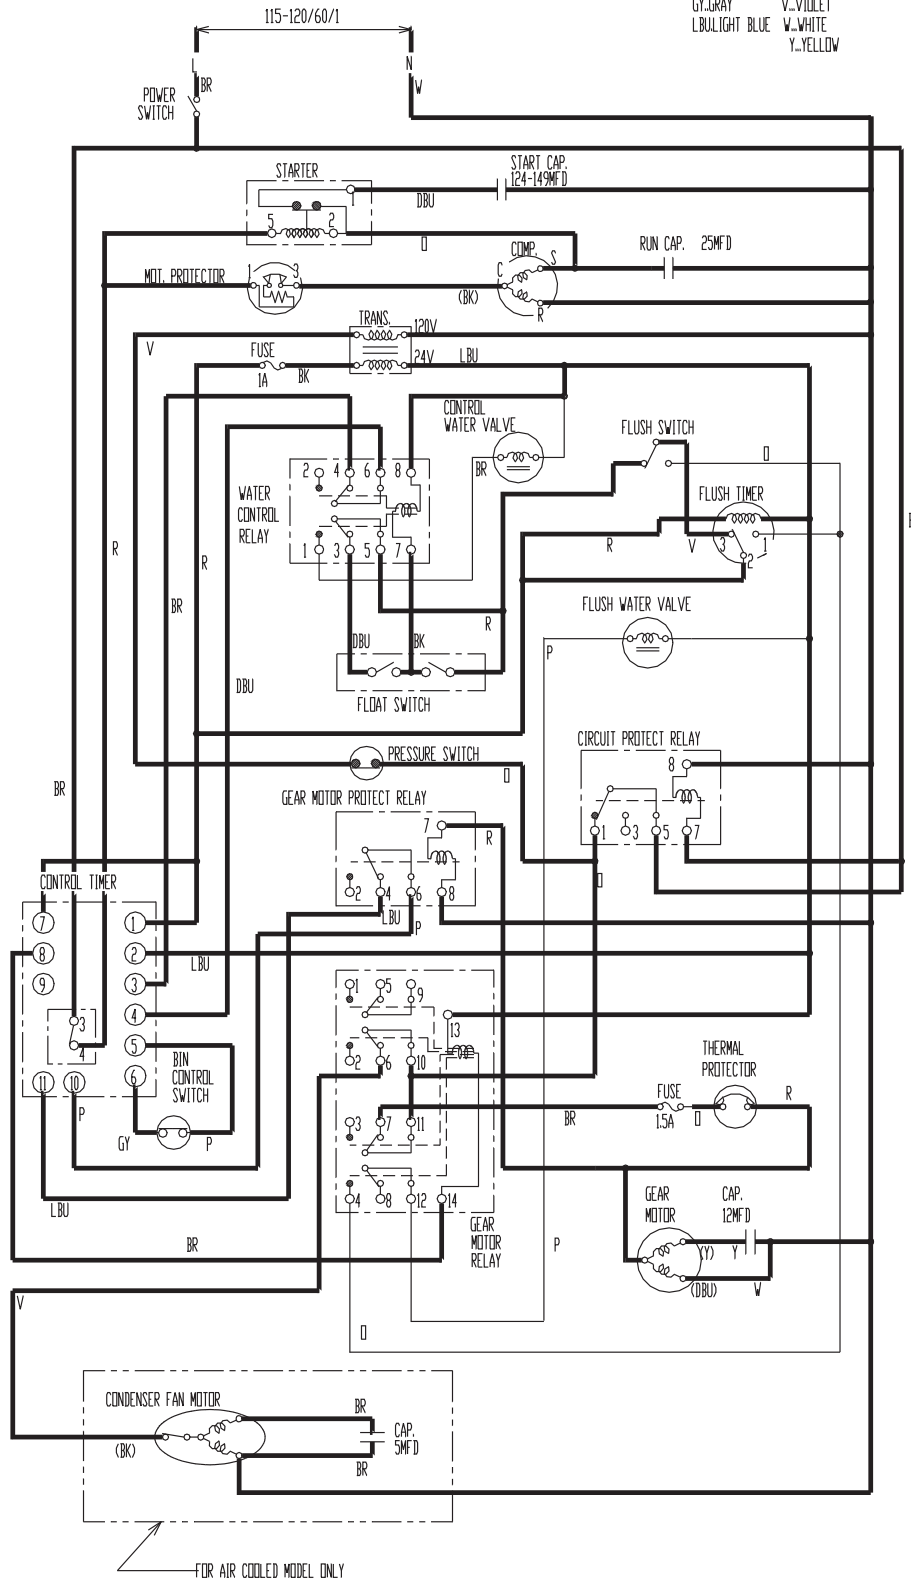 115-120/60/1
GY..GRAY V...VIOLET
LBU.LIGHT BLUE W...WHITE
Y...YELLOW
L
BR
N
W
POWER
SWITCH
STARTER
1
5
2
DBU
START CAP.
124-149MFD
O
MOT. PROTECTOR
1
3
(BK)
COMP.
C
S
R
RUN CAP. 25MFD
TRANS.
120V
24V
LBU
V
FUSE
1A
BK
CONTROL
WATER VALVE
BR
FLUSH SWITCH
O
FLUSH TIMER
3
1
2
V
R
WATER
CONTROL
RELAY
2 4 6 8
1 3 5 7
R
R
BR
DBU
R
DBU
BK
FLOAT SWITCH
FLUSH WATER VALVE
P
BR
PRESSURE SWITCH
O
CIRCUIT PROTECT RELAY
8
1 3 5 7
O
GEAR MOTOR PROTECT RELAY
7
R
2 4 6 8
LBU
P
CONTROL TIMER
7 1
8 2
9 3
4
3
4
5
6
11 10
LBU
BIN
CONTROL
SWITCH
GY
P
P
LBU
BR
V
1 5 9
13
2 6 10
3 7 11
4 8 12 14
GEAR
MOTOR
RELAY
BR
FUSE
1.5A
O
THERMAL
PROTECTOR
R
GEAR
MOTOR
CAP.
12MFD
(Y) Y
(DBU)
W
P
O
CONDENSER FAN MOTOR
(BK)
BR
CAP.
5MFD
BR
FOR AIR COOLED MODEL ONLY